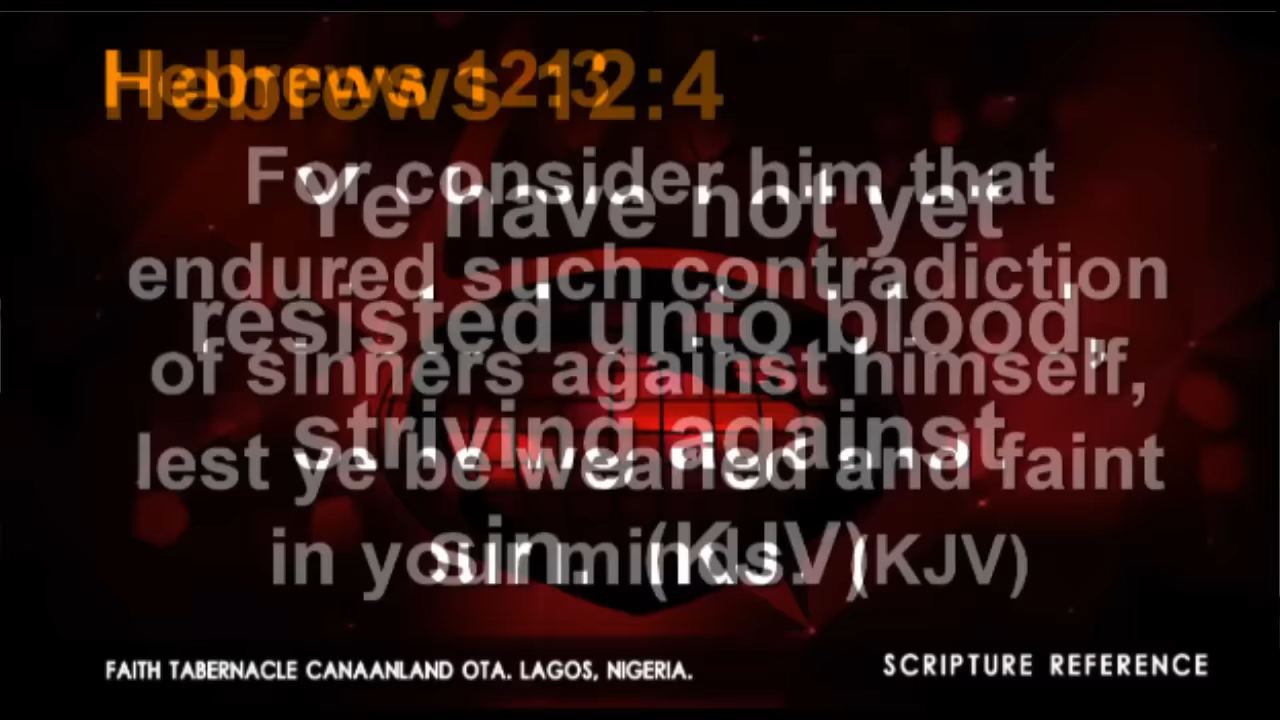 Hebrews 12:3
For consider him that
endured such contradiction
of sinners against himself,
lest ye be wearied and faint
in your minds. (KJV)
Hebrews 12:4
Ye have not yet
resisted unto blood,
striving against
sin. (KJV)
FAITH TABERNACLE CANAANLAND OTA. LAGOS, NIGERIA.
SCRIPTURE REFERENCE